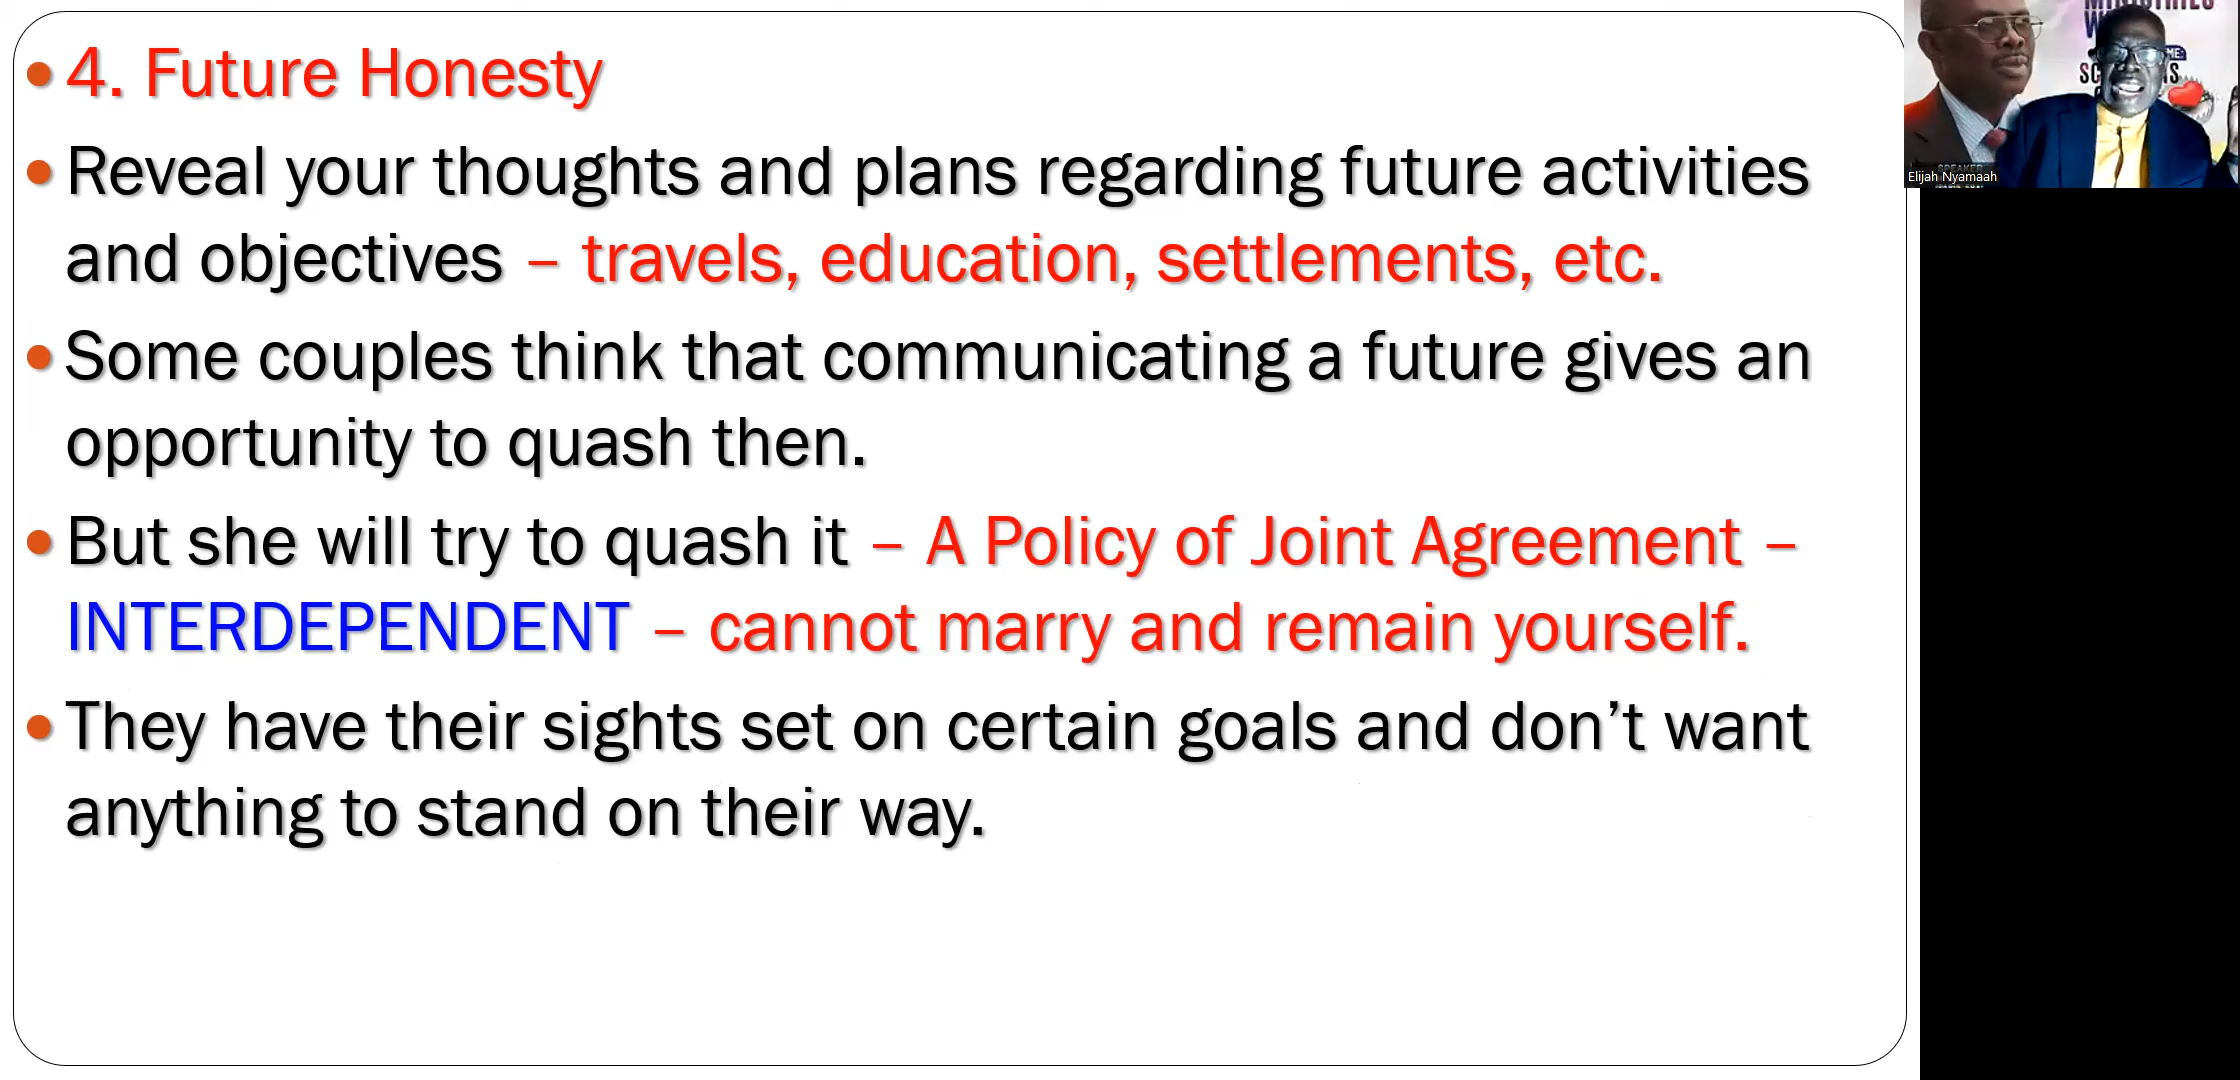 4. Future Honesty
Reveal your thoughts and plans regarding future activities
and objectives – travels, education, settlements, etc.
Some couples think that communicating a future gives an
opportunity to quash then.
But she will try to quash it – A Policy of Joint Agreement –
INTERDEPENDENT – cannot marry and remain yourself.
They have their sights set on certain goals and don’t want
anything to stand on their way.
SPEAKER
Elijah Nyamaah